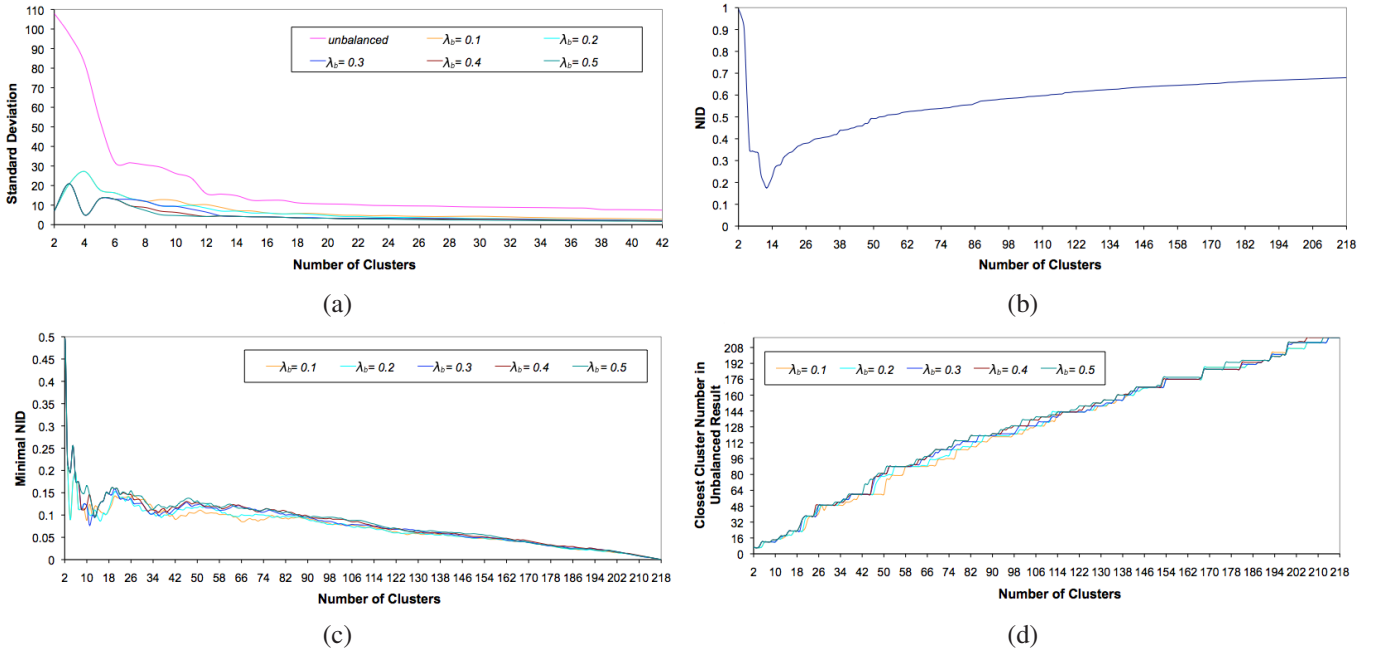 110
100
90
80
70
60
50
40
30
20
10
0
Standard Deviation
unbalanced λb= 0.1 λb= 0.2
λb= 0.3 λb= 0.4 λb= 0.5
2 4 6 8 10 12 14 16 18 20 22 24 26 28 30 32 34 36 38 40 42
Number of Clusters
(a)
1
0.9
0.8
0.7
0.6
0.5
0.4
0.3
0.2
0.1
0
NID
2 14 26 38 50 62 74 86 98 110 122 134 146 158 170 182 194 206 218
Number of Clusters
(b)
0.5
0.45
0.4
0.35
0.3
0.25
0.2
0.15
0.1
0.05
0
Minimal NID
λb= 0.1 λb= 0.2 λb= 0.3 λb= 0.4 λb= 0.5
2 10 18 26 34 42 50 58 66 74 82 90 98 106 114 122 130 138 146 154 162 170 178 186 194 202 210 218
Number of Clusters
(c)
208
192
176
160
144
128
112
96
80
64
48
32
16
0
Closest Cluster Number in
Unbalanced Result
λb= 0.1 λb= 0.2 λb= 0.3 λb= 0.4 λb= 0.5
2 10 18 26 34 42 50 58 66 74 82 90 98 106 114 122 130 138 146 154 162 170 178 186 194 202 210 218
Number of Clusters
(d)